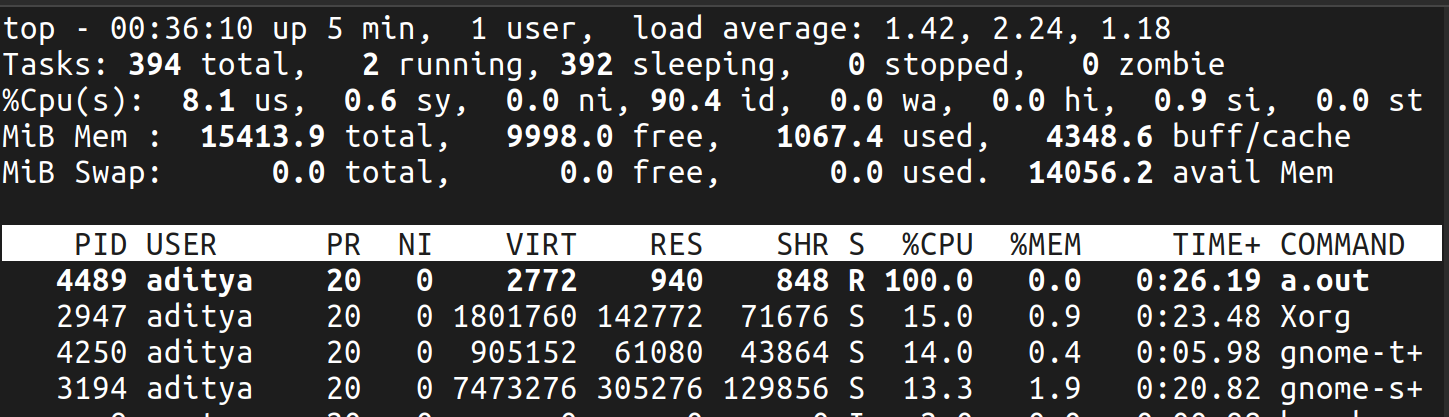 top - 00:36:10 up 5 min,  1 user,  load average: 1.42, 2.24, 1.18
Tasks: 394 total,   2 running, 392 sleeping,   0 stopped,   0 zombie
%Cpu(s):  8.1 us,  0.6 sy,  0.0 ni, 90.4 id,  0.0 wa,  0.0 hi,  0.9 si,  0.0 st
MiB Mem :  15413.9 total,   9998.0 free,   1067.4 used,   4348.6 buff/cache
MiB Swap:      0.0 total,      0.0 free,      0.0 used.  14056.2 avail Mem
PID USER      PR  NI    VIRT    RES    SHR S  %CPU  %MEM     TIME+ COMMAND
4489 aditya    20   0    2772    940    848 R 100.0   0.0   0:26.19 a.out
2947 aditya    20   0 1801760 142772  71676 S  15.0   0.9   0:23.48 Xorg
4250 aditya    20   0  905152  61080  43864 S  14.0   0.4   0:05.98 gnome-t+
3194 aditya    20   0 7473276 305276 129856 S  13.3   1.9   0:20.82 gnome-s+